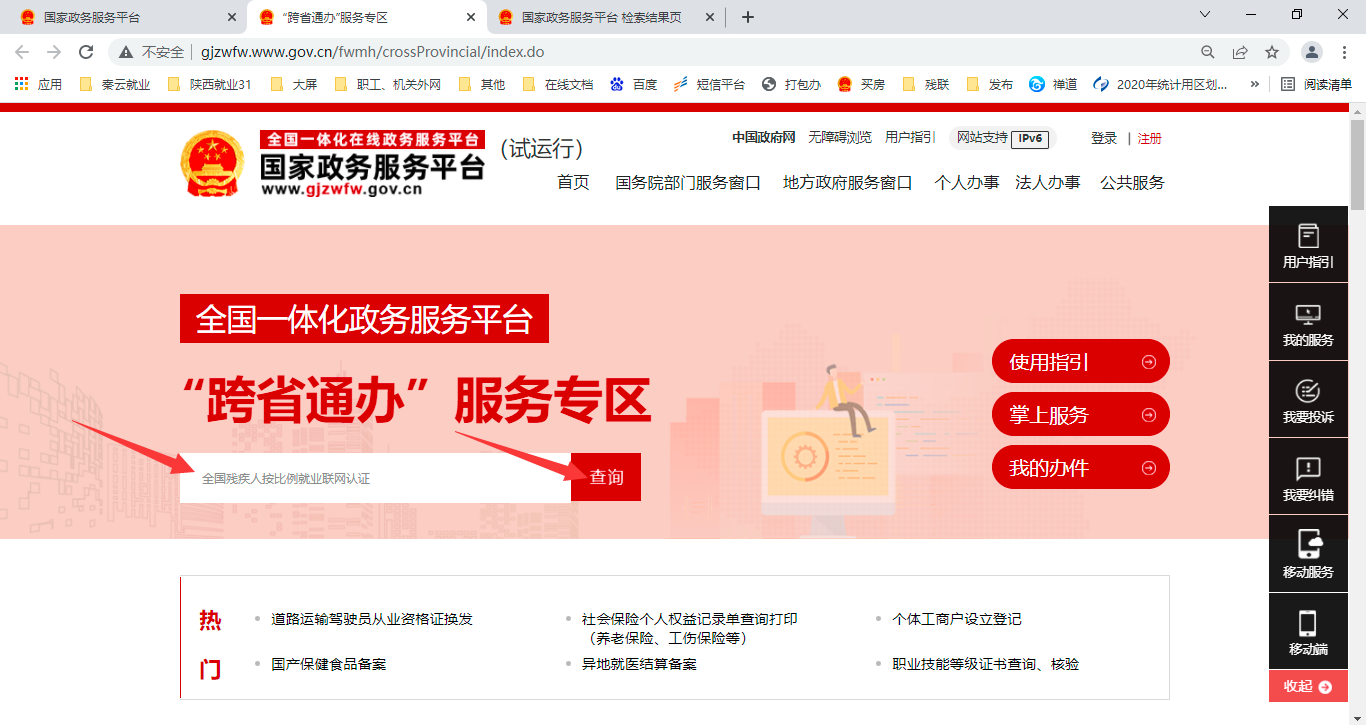 国家政务服务平台
“跨省通办”服务专区
国家政务服务平台 检索结果页
不安全 gjzwfw.www.gov.cn/fwmh/crossProvincial/index.do
应用 秦云就业 陕西就业31 大屏 职工、机关外网 其他 在线文档 百度 短信平台 打包办 买房 残联 发布 禅道 2020年统计用区划... » 阅读清单
中国政府网 无障碍浏览 用户指引 网站支持 IPv6 登录 | 注册
全国一体化在线政务服务平台
国家政务服务平台
www.gjzwfw.gov.cn
（试运行）
首页 国务院部门服务窗口 地方政府服务窗口 个人办事 法人办事 公共服务
全国一体化政务服务平台
“跨省通办”服务专区
全国残疾人按比例就业联网认证
查询
使用指引
掌上服务
我的办件
用户指引
我的服务
我要投诉
我要纠错
移动服务
移动端
收起
热门
道路运输驾驶员从业资格证换发
社会保险个人权益记录单查询打印
（养老保险、工伤保险等）
个体工商户设立登记
国产保健食品备案
异地就医结算备案
职业技能等级证书查询、核验